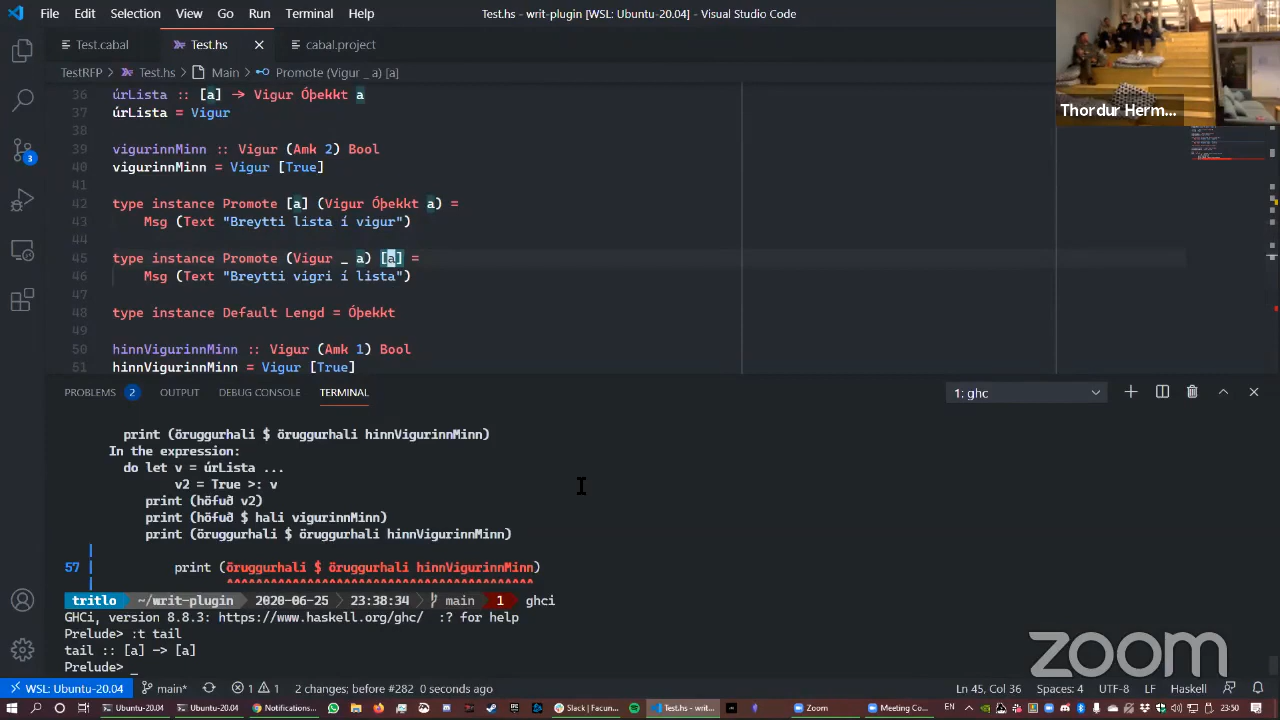 File Edit Selection View Go Run Terminal Help Test.hs - writ-plugin [WSL: Ubuntu-20.04] - Visual Studio Code
Test.cabal Test.hs cabal.project
TestRFP > Test.hs > Main > Promote (Vigur _ a) [a]
36 úrLista :: [a] → Vigur Óþekkt a
37 úrLista = Vigur
38
39 vigurinnMinn :: Vigur (Amk 2) Bool
40 vigurinnMinn = Vigur [True]
41
42 type instance Promote [a] (Vigur Óþekkt a) =
43 Msg (Text "Breytti lista í vigur")
44
45 type instance Promote (Vigur _ a) [a] =
46 Msg (Text "Breytti vigri í lista")
47
48 type instance Default Lengd = Óþekkt
49
50 hinnVigurinnMinn :: Vigur (Amk 1) Bool
51 hinnVigurinnMinn = Vigur [True]
Thordur Herm...
3
PROBLEMS 2 OUTPUT DEBUG CONSOLE TERMINAL 1: ghc
print (öruggurhali $ öruggurhali hinnVigurinnMinn)
In the expression:
do let v = úrLista ...
v2 = True >: v
print (höfuð v2)
print (höfuð $ hali vigurinnMinn)
print (öruggurhali $ öruggurhali hinnVigurinnMinn)
|
57 | print (öruggurhali $ öruggurhali hinnVigurinnMinn)
| ^^^^^^^^^^^^^^^^^^^^^^^^^^^^^^^^^^^^^^^^^^
tritlo ~/writ-plugin 2020-06-25 23:38:34 main 1 ghci
GHCi, version 8.8.3: https://www.haskell.org/ghc/ :? for help
Prelude> :t tail
tail :: [a] -> [a]
Prelude> _
zoom
WSL: Ubuntu-20.04 main* 1 1 2 changes; before #282 0 seconds ago Ln 45, Col 36 Spaces: 4 UTF-8 LF Haskell
Ubuntu-20.04 Ubuntu-20.04 Notifications... Slack | Facun... Test.hs - writ... Zoom Meeting Co... EN 23:50